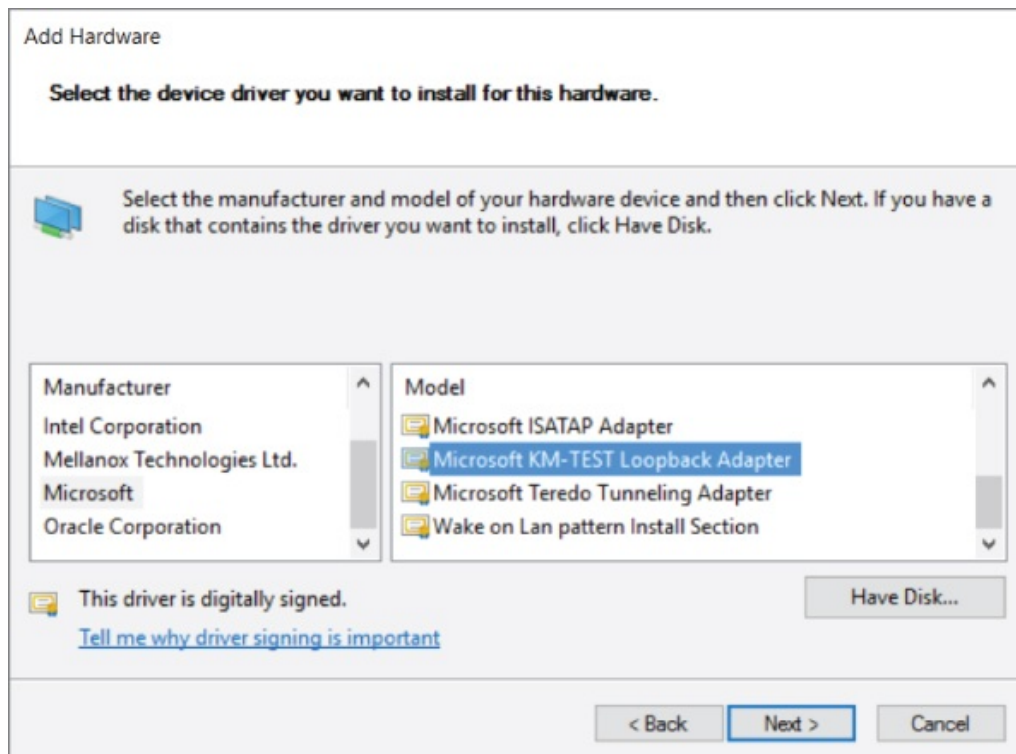 Add Hardware
Select the device driver you want to install for this hardware.
Select the manufacturer and model of your hardware device and then click Next. If you have a
disk that contains the driver you want to install, click Have Disk.
Manufacturer
Intel Corporation
Mellanox Technologies Ltd.
Microsoft
Oracle Corporation
Model
Microsoft ISATAP Adapter
Microsoft KM-TEST Loopback Adapter
Microsoft Teredo Tunneling Adapter
Wake on Lan pattern Install Section
This driver is digitally signed.
Have Disk...
Tell me why driver signing is important
< Back
Next >
Cancel